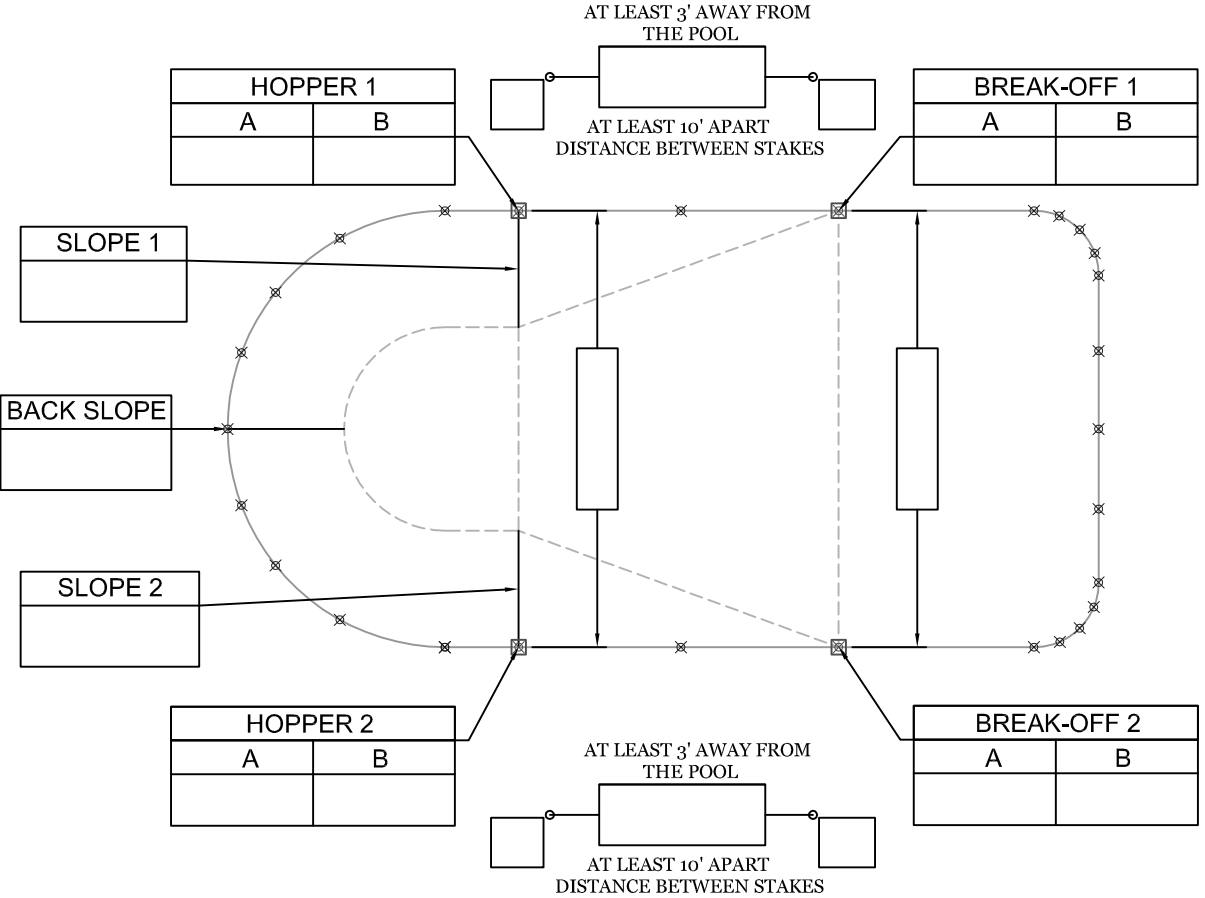 AT LEAST 3' AWAY FROM
THE POOL
HOPPER 1
A B
BREAK-OFF 1
A B
AT LEAST 10' APART
DISTANCE BETWEEN STAKES
SLOPE 1
BACK SLOPE
SLOPE 2
HOPPER 2
A B
BREAK-OFF 2
A B
AT LEAST 3' AWAY FROM
THE POOL
AT LEAST 10' APART
DISTANCE BETWEEN STAKES